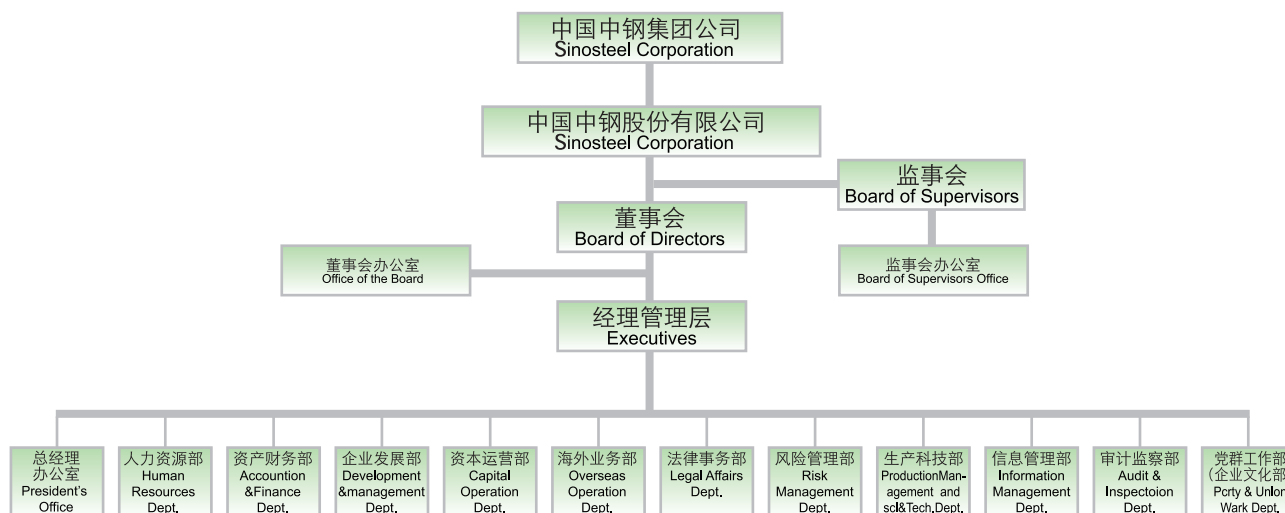 中国中钢集团公司
Sinosteel Corporation
中国中钢股份有限公司
Sinosteel Corporation
监事会
Board of Supervisors
董事会
Board of Directors
董事会办公室
Office of the Board
监事会办公室
Board of Supervisors Office
经理管理层
Executives
总经理
办公室
President's
Office
人力资源部
Human
Resources
Dept.
资产财务部
Accountion
&Finance
Dept.
企业发展部
Development
&management
Dept.
资本运营部
Capital
Operation
Dept.
海外业务部
Overseas
Operation
Dept.
法律事务部
Legal Affairs
Dept.
风险管理部
Risk
Management
Dept.
生产科技部
ProductionMan-
agement and
scl&Tech,Dept.
信息管理部
Information
Management
Dept.
审计监察部
Audit &
Inspectoion
Dept.
党群工作部
(企业文化部)
Pcrty & Union
Wark Dept.